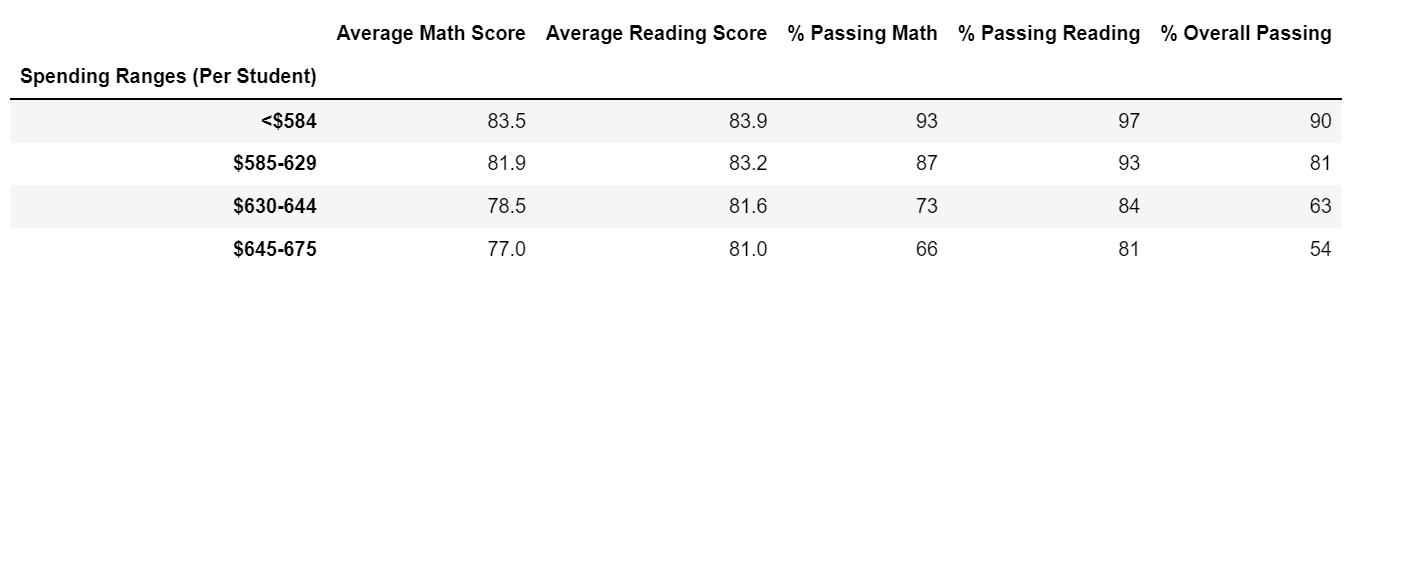 Average Math Score Average Reading Score % Passing Math % Passing Reading % Overall Passing
Spending Ranges (Per Student)
<$584 83.5 83.9 93 97 90
$585-629 81.9 83.2 87 93 81
$630-644 78.5 81.6 73 84 63
$645-675 77.0 81.0 66 81 54